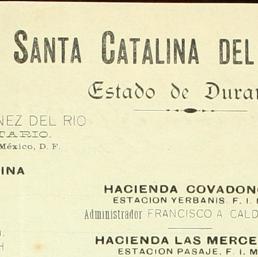 SANTA CATALINA DEL
Estado de Duran
NEZ DEL RIO
TARIO.
México, D. F.
INA
HACIENDA COVADON
ESTACION YERBANIS. F. I.
Administrador FRANCISCO A CALD
HACIENDA LAS MERCE
ESTACION PASAJE, F. I. M